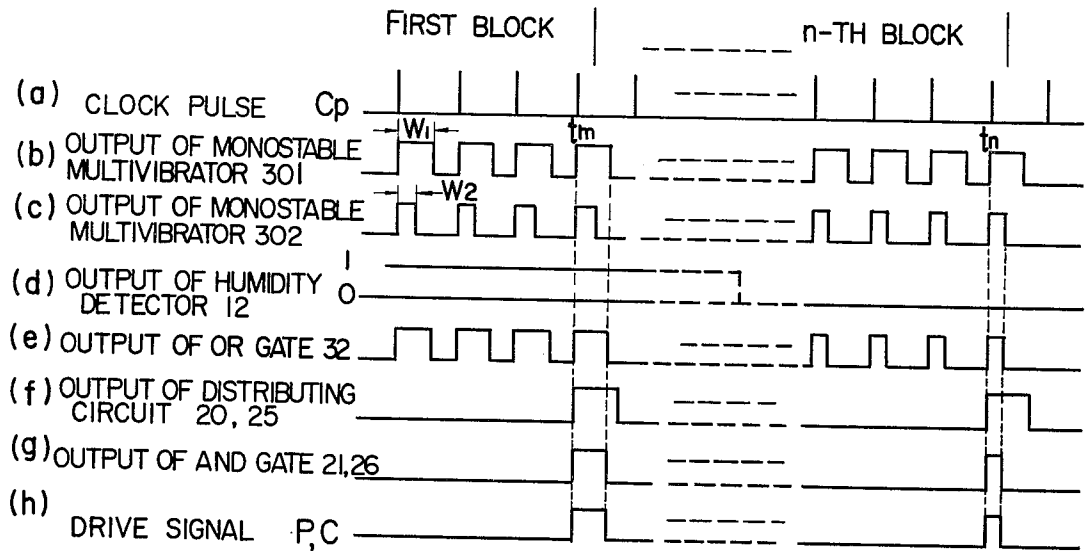 FIRST BLOCK
n-TH BLOCK
(a) CLOCK PULSE Cp
W1
tm
tn
(b) OUTPUT OF MONOSTABLE
MULTIVIBRATOR 301
W2
(c) OUTPUT OF MONOSTABLE
MULTIVIBRATOR 302
1
(d) OUTPUT OF HUMIDITY 0
DETECTOR 12
(e) OUTPUT OF OR GATE 32
(f) OUTPUT OF DISTRIBUTING
CIRCUIT 20, 25
(g) OUTPUT OF AND GATE 21,26
(h)
DRIVE SIGNAL P,C